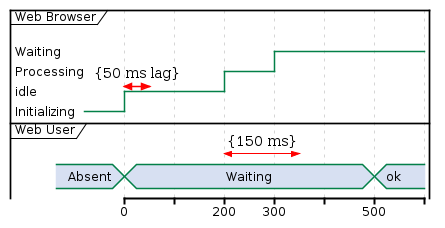 Web Browser
Waiting
Processing {50 ms lag}
idle
Initializing
Web User
{150 ms}
Absent Waiting ok
0 200 300 500